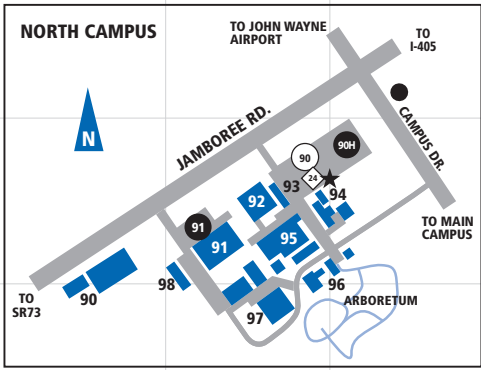 NORTH CAMPUS
TO JOHN WAYNE
AIRPORT
TO
I-405
N
JAMBOREE RD.
CAMPUS DR.
90H
90
24
93
94
92
91
91
95
TO MAIN
CAMPUS
98
96
90
ARBORETUM
TO
SR73
97